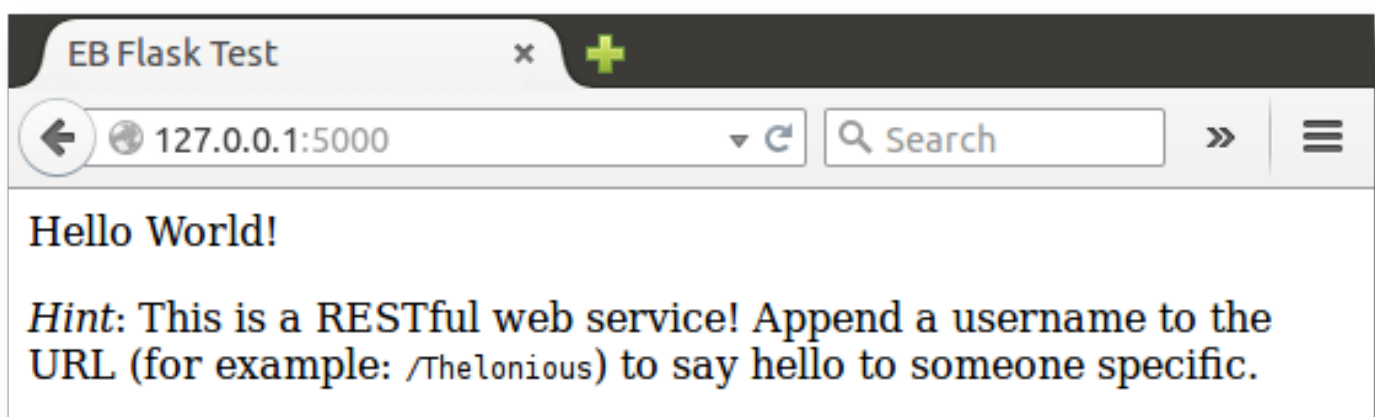 EB Flask Test
127.0.0.1:5000
Search
Hello World!
Hint: This is a RESTful web service! Append a username to the
URL (for example: /Thelonious) to say hello to someone specific.